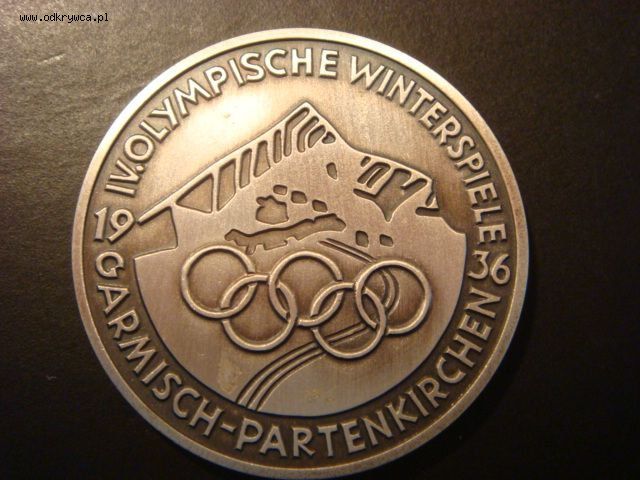 www.odkrywca.pl
IV.OLYMPISCHE WINTERSPIELE
19 36
GARMISCH-PARTENKIRCHEN